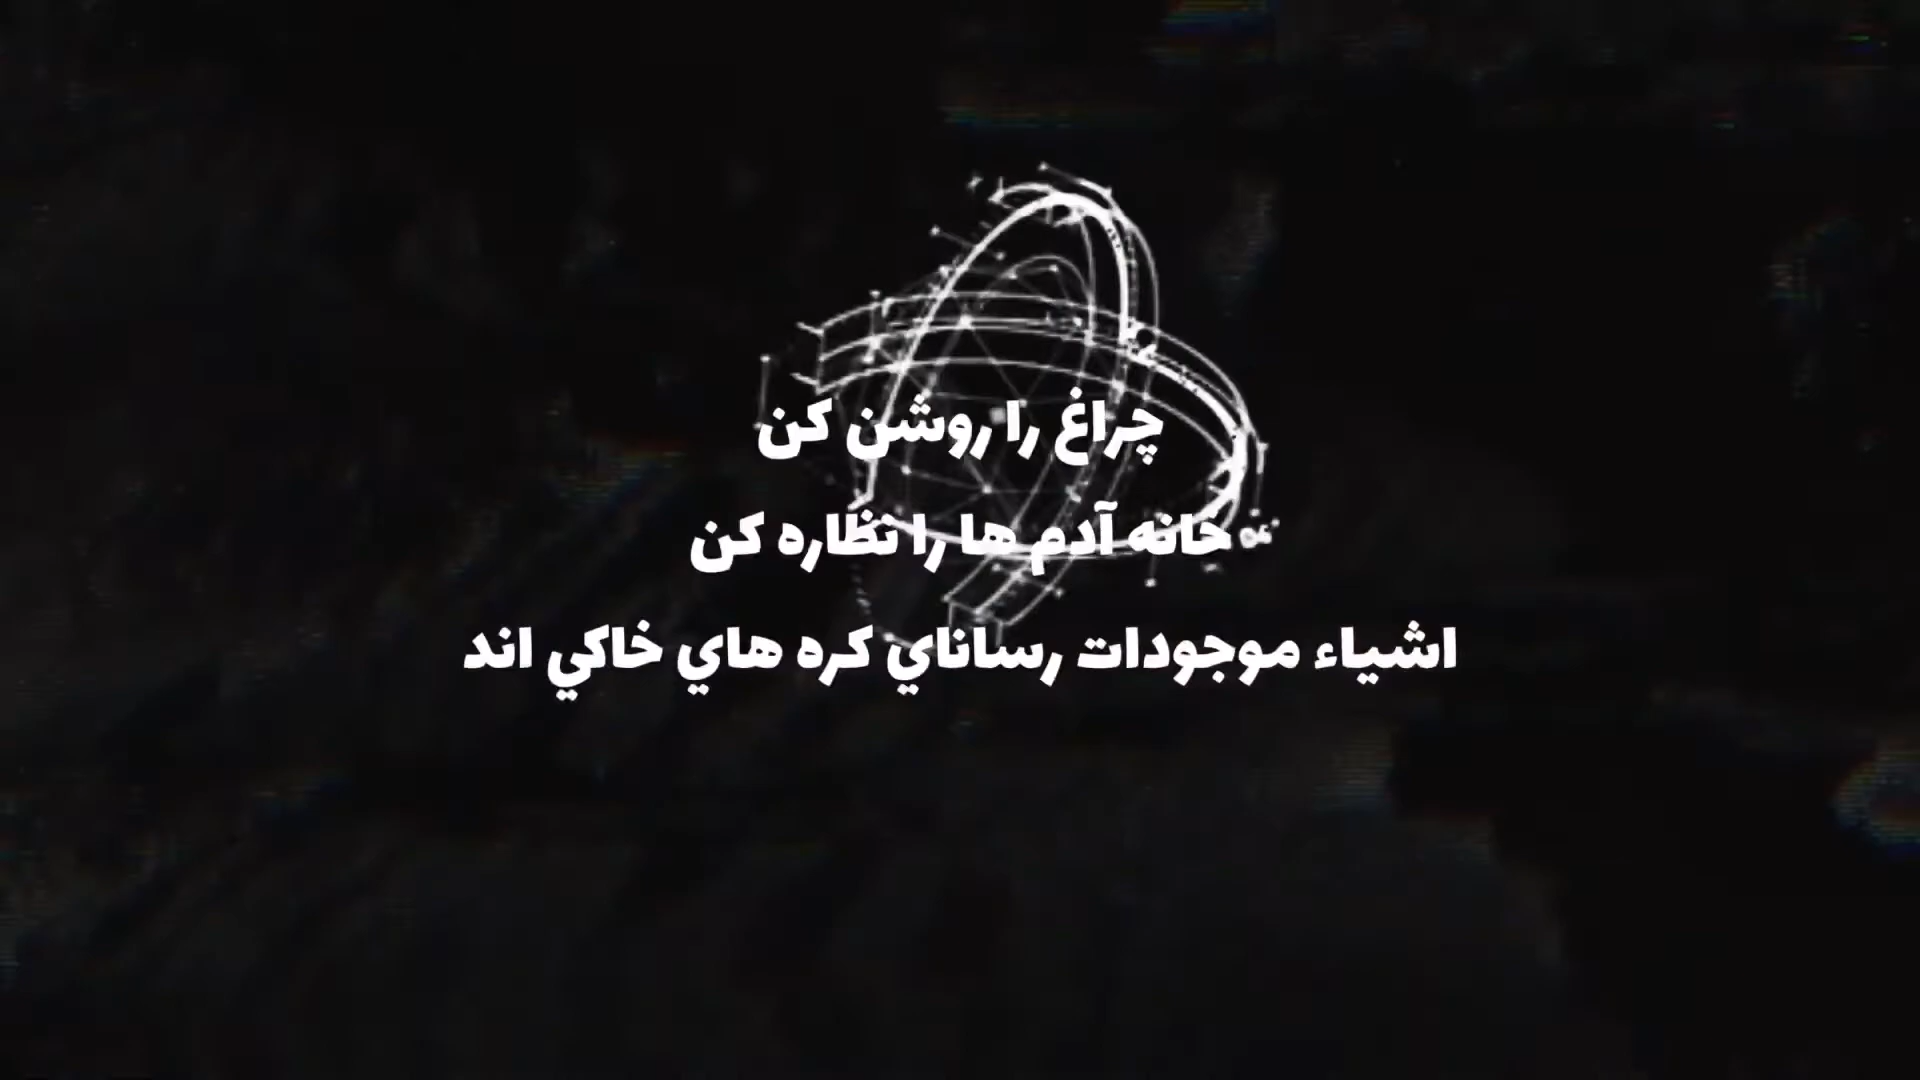 چراغ را روشن کن
خانه آدم ها را نظاره کن
اشياء موجودات رساناي کره هاي خاکي اند